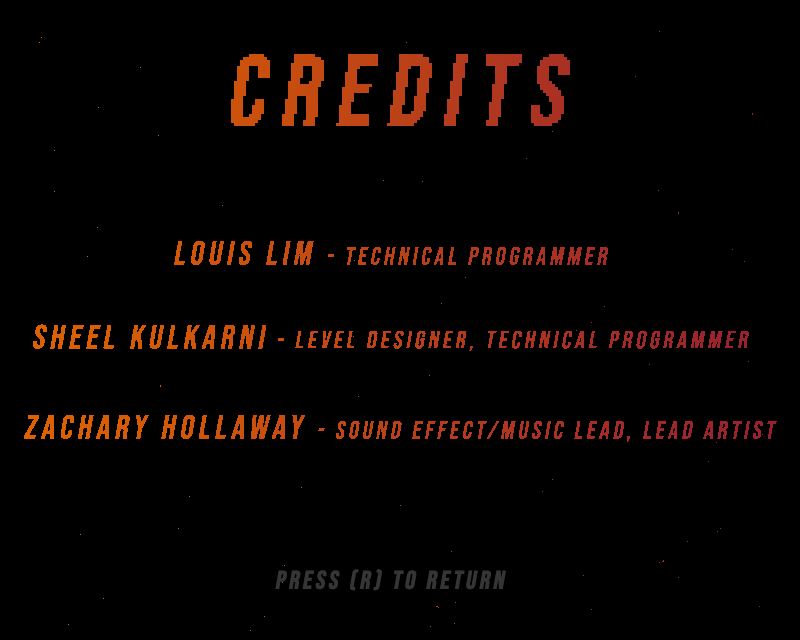 CREDITS
LOUIS LIM - TECHNICAL PROGRAMMER
SHEEL KULKARNI - LEVEL DESIGNER, TECHNICAL PROGRAMMER
ZACHARY HOLLAWAY - SOUND EFFECT/MUSIC LEAD, LEAD ARTIST
PRESS (R) TO RETURN